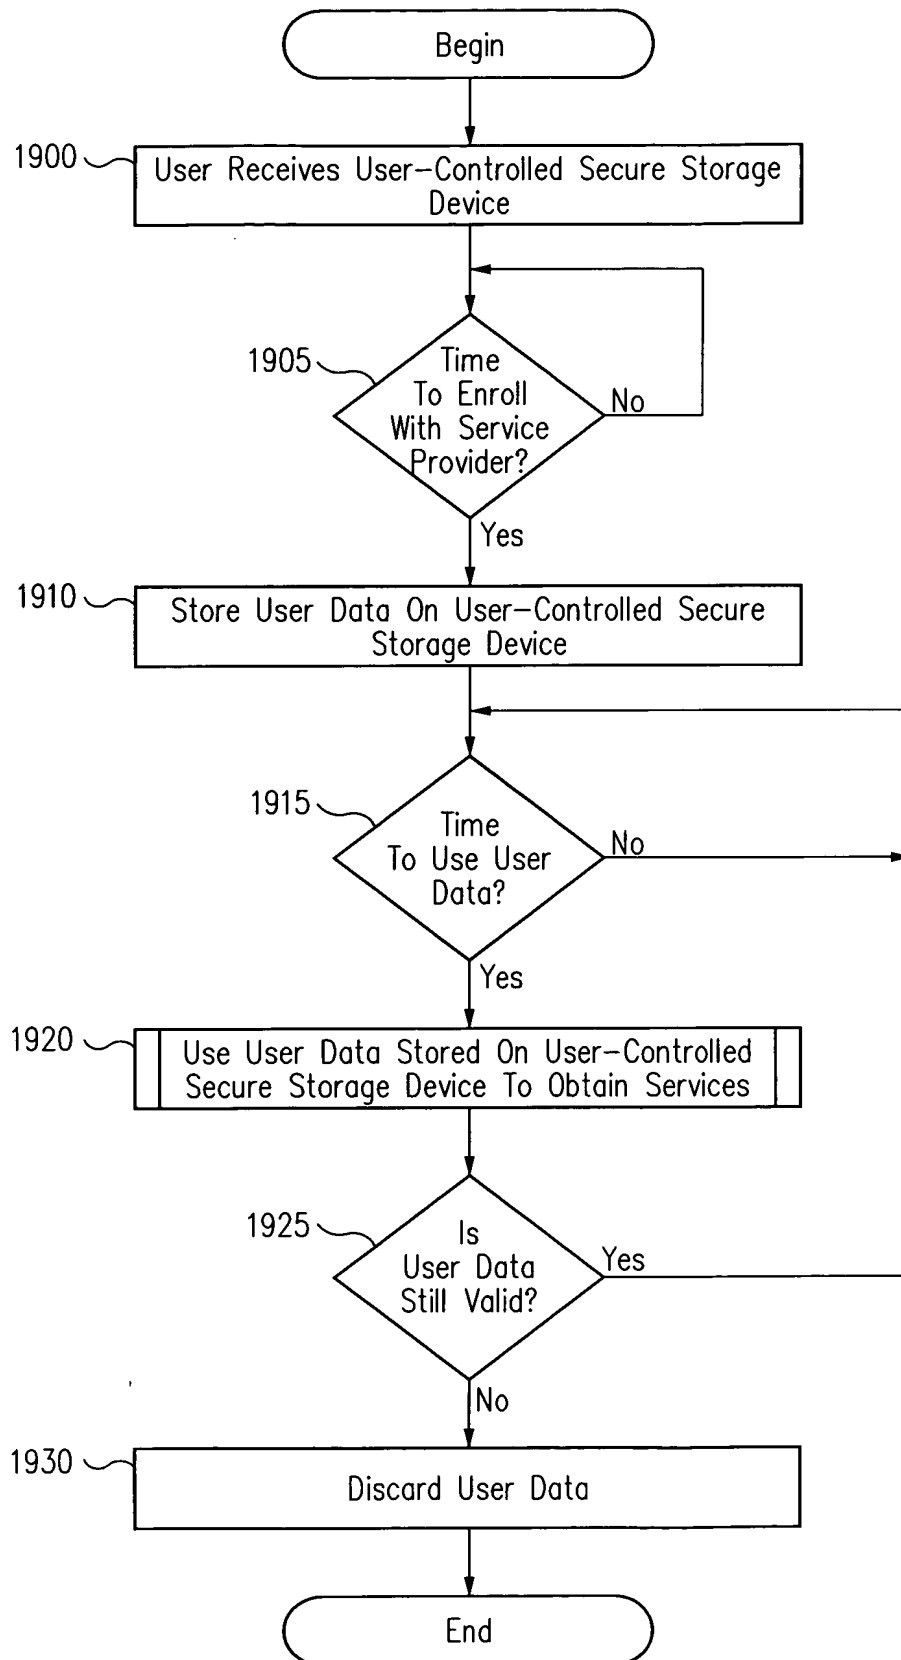 Begin
1900
User Receives User-Controlled Secure Storage
Device
1905
Time
To Enroll
With Service
Provider?
No
Yes
1910
Store User Data On User-Controlled Secure
Storage Device
1915
Time
To Use User
Data?
No
Yes
1920
Use User Data Stored On User-Controlled
Secure Storage Device To Obtain Services
1925
Is
User Data
Still Valid?
Yes
No
1930
Discard User Data
End